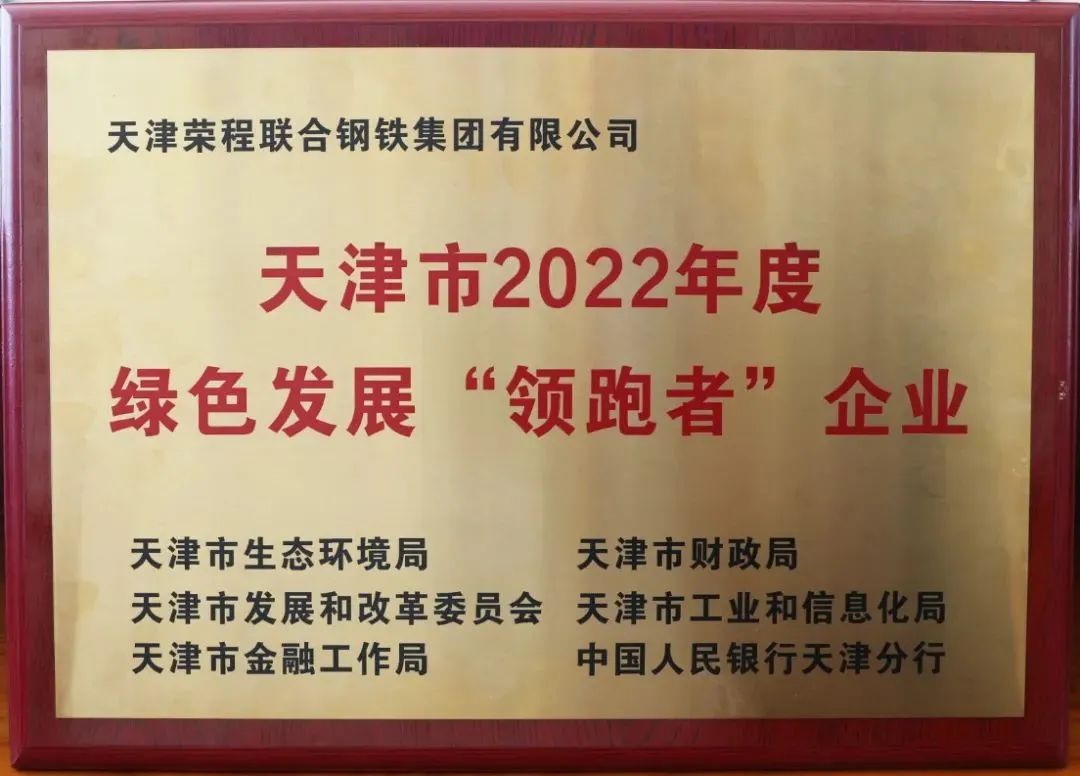 天津荣程联合钢铁集团有限公司
天津市2022年度
绿色发展“领跑者”企业
天津市生态环境局 天津市财政局
天津市发展和改革委员会 天津市工业和信息化局
天津市金融工作局 中国人民银行天津分行